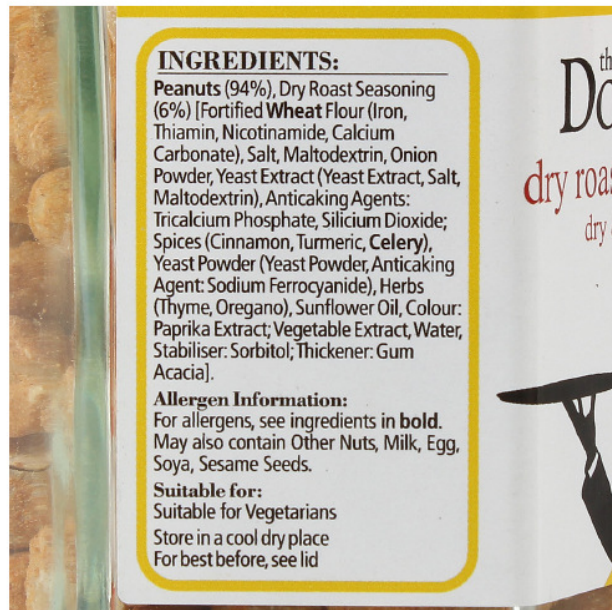 INGREDIENTS:
Peanuts (94%), Dry Roast Seasoning
(6%) [Fortified Wheat Flour (Iron,
Thiamin, Nicotinamide, Calcium
Carbonate), Salt, Maltodextrin, Onion
Powder, Yeast Extract (Yeast Extract, Salt,
Maltodextrin), Anticaking Agents:
Tricalcium Phosphate, Silicium Dioxide;
Spices (Cinnamon, Turmeric, Celery),
Yeast Powder (Yeast Powder, Anticaking
Agent: Sodium Ferrocyanide), Herbs
(Thyme, Oregano), Sunflower Oil, Colour:
Paprika Extract; Vegetable Extract, Water,
Stabiliser: Sorbitol; Thickener: Gum
Acacia].
Allergen Information:
For allergens, see ingredients in bold.
May also contain Other Nuts, Milk, Egg,
Soya, Sesame Seeds.
Suitable for:
Suitable for Vegetarians
Store in a cool dry place
For best before, see lid
dry roas
dry